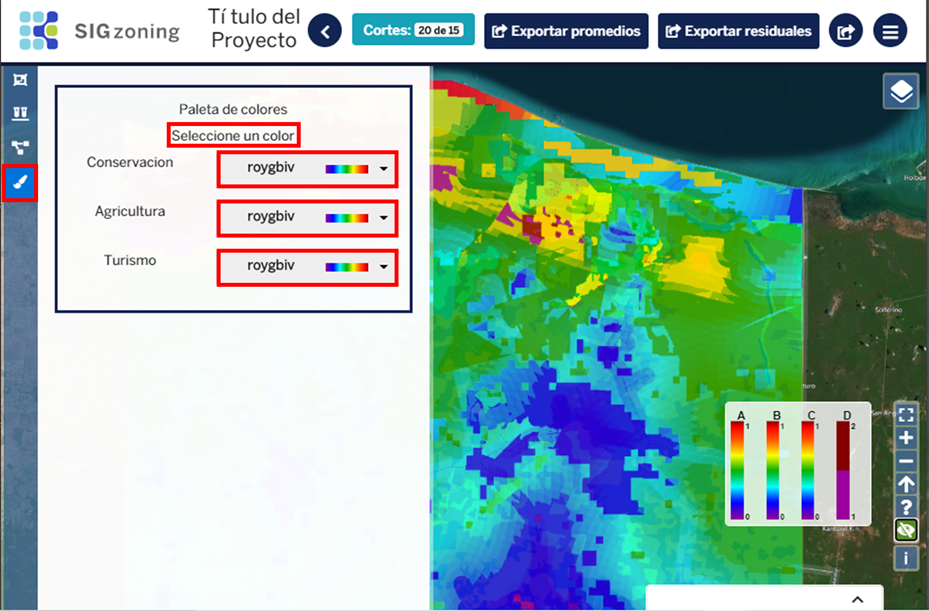 SIGzoning
Tí tulo del
Proyecto
Cortes: 20 de 15
Exportar promedios
Exportar residuales
Paleta de colores
Seleccione un color
Conservacion
roygbiv
Agricultura
roygbiv
Turismo
roygbiv
Holbox
Solferino
turo
A B C D
1 1 1 2
0 0 0 1
+
?
i